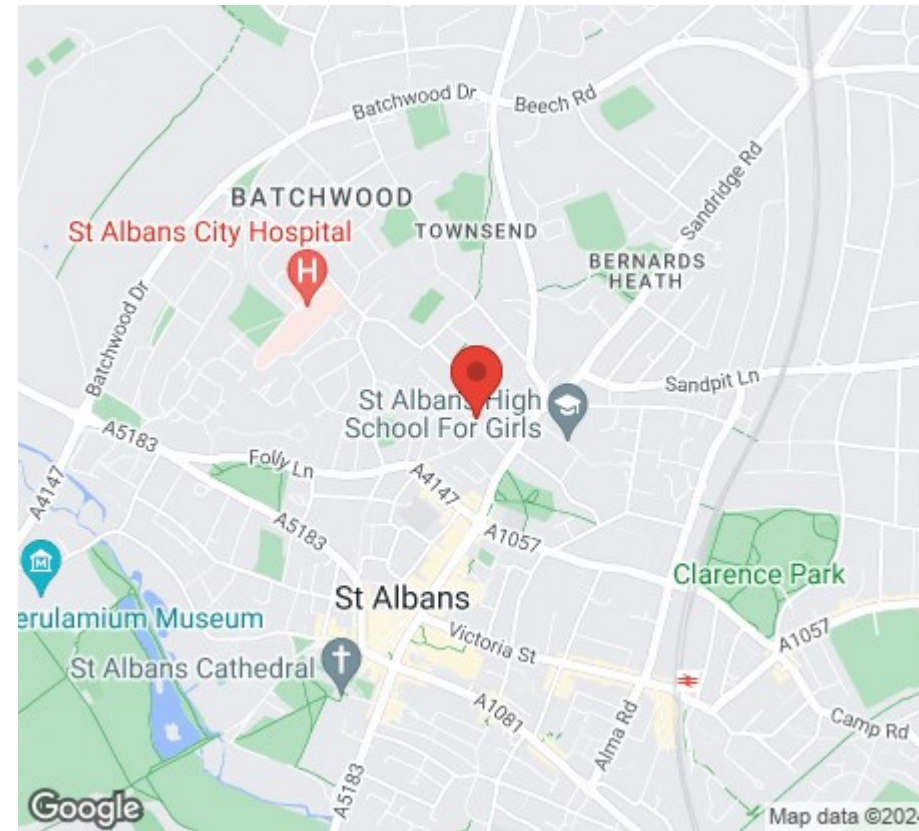 Batchwood Dr
Beech Rd
Sandridge Rd
BATCHWOOD
TOWNSEND
St Albans City Hospital
H
BERNARDS
HEATH
Batchwood Dr
Sandpit Ln
St Albans High
School For Girls
A5183
Folly Ln
A4147
A4147
A5183
A1057
Clarence Park
M
erulamium Museum
St Albans
Victoria St
A1057
St Albans Cathedral
A1081
Alma Rd
Camp Rd
A5183
Google
Map data ©2024